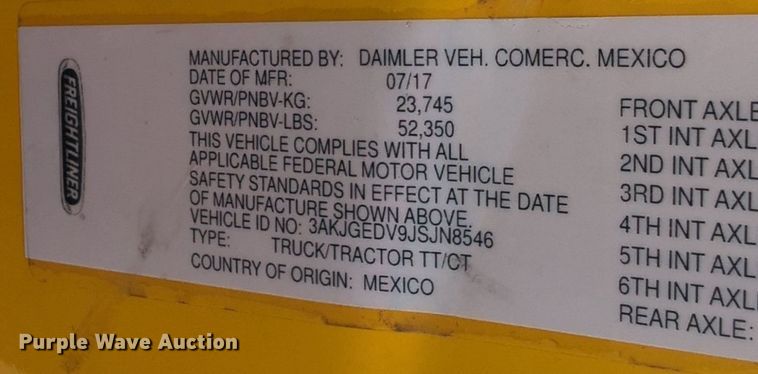 FREIGHTLINER
MANUFACTURED BY: DAIMLER VEH. COMERC. MEXICO
DATE OF MFR: 07/17
GVWR/PNBV-KG: 23,745
GVWR/PNBV-LBS: 52,350
THIS VEHICLE COMPLIES WITH ALL
APPLICABLE FEDERAL MOTOR VEHICLE
SAFETY STANDARDS IN EFFECT AT THE DATE
OF MANUFACTURE SHOWN ABOVE.
VEHICLE ID NO: 3AKJGEDV9JSJN8546
TYPE: TRUCK/TRACTOR TT/CT
COUNTRY OF ORIGIN: MEXICO
FRONT AXLE
1ST INT AXL
2ND INT AXL
3RD INT AXL
4TH INT AXL
5TH INT AXL
6TH INT AXL
REAR AXLE:
Purple Wave Auction